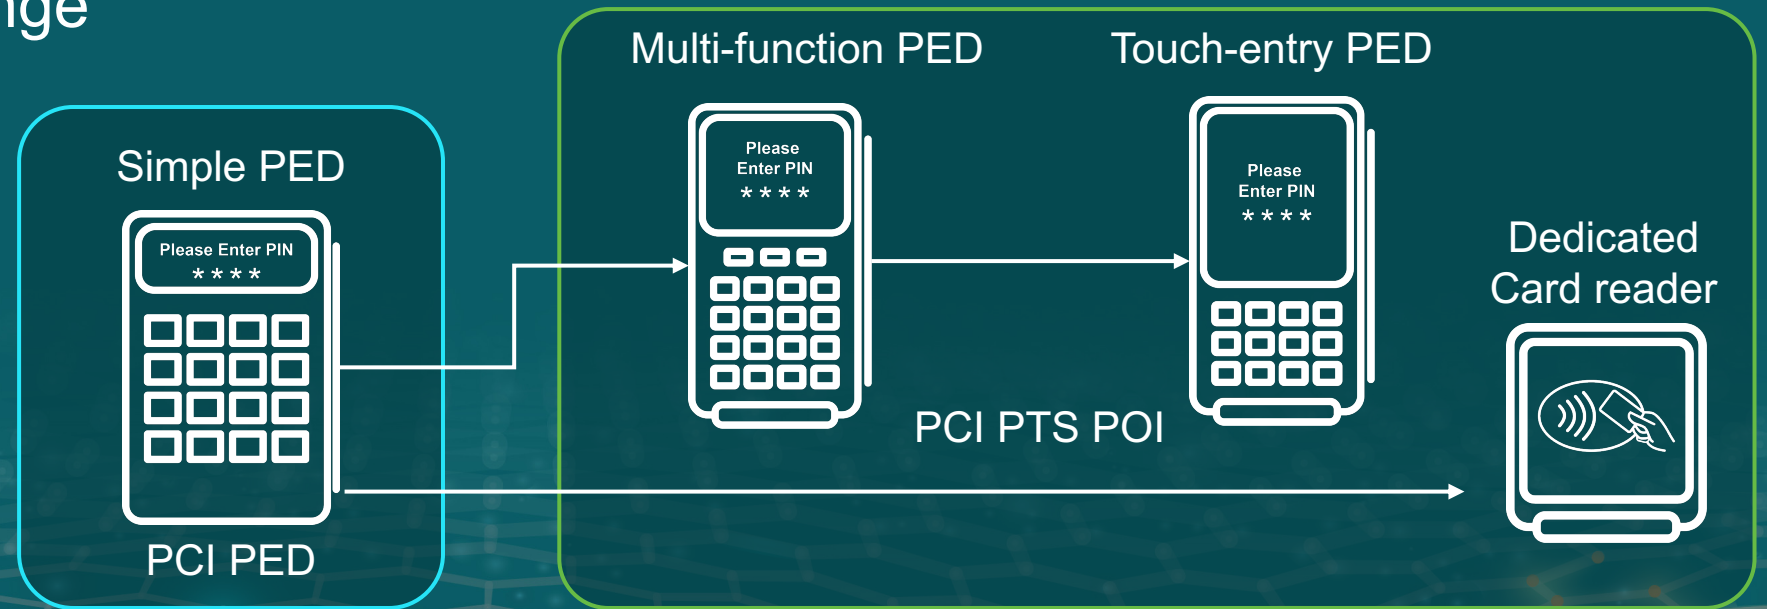 Simple PED
Please Enter PIN
* * * *
PCI PED
Multi-function PED
Please
Enter PIN
* * * *
Touch-entry PED
Please
Enter PIN
* * * *
PCI PTS POI
Dedicated
Card reader